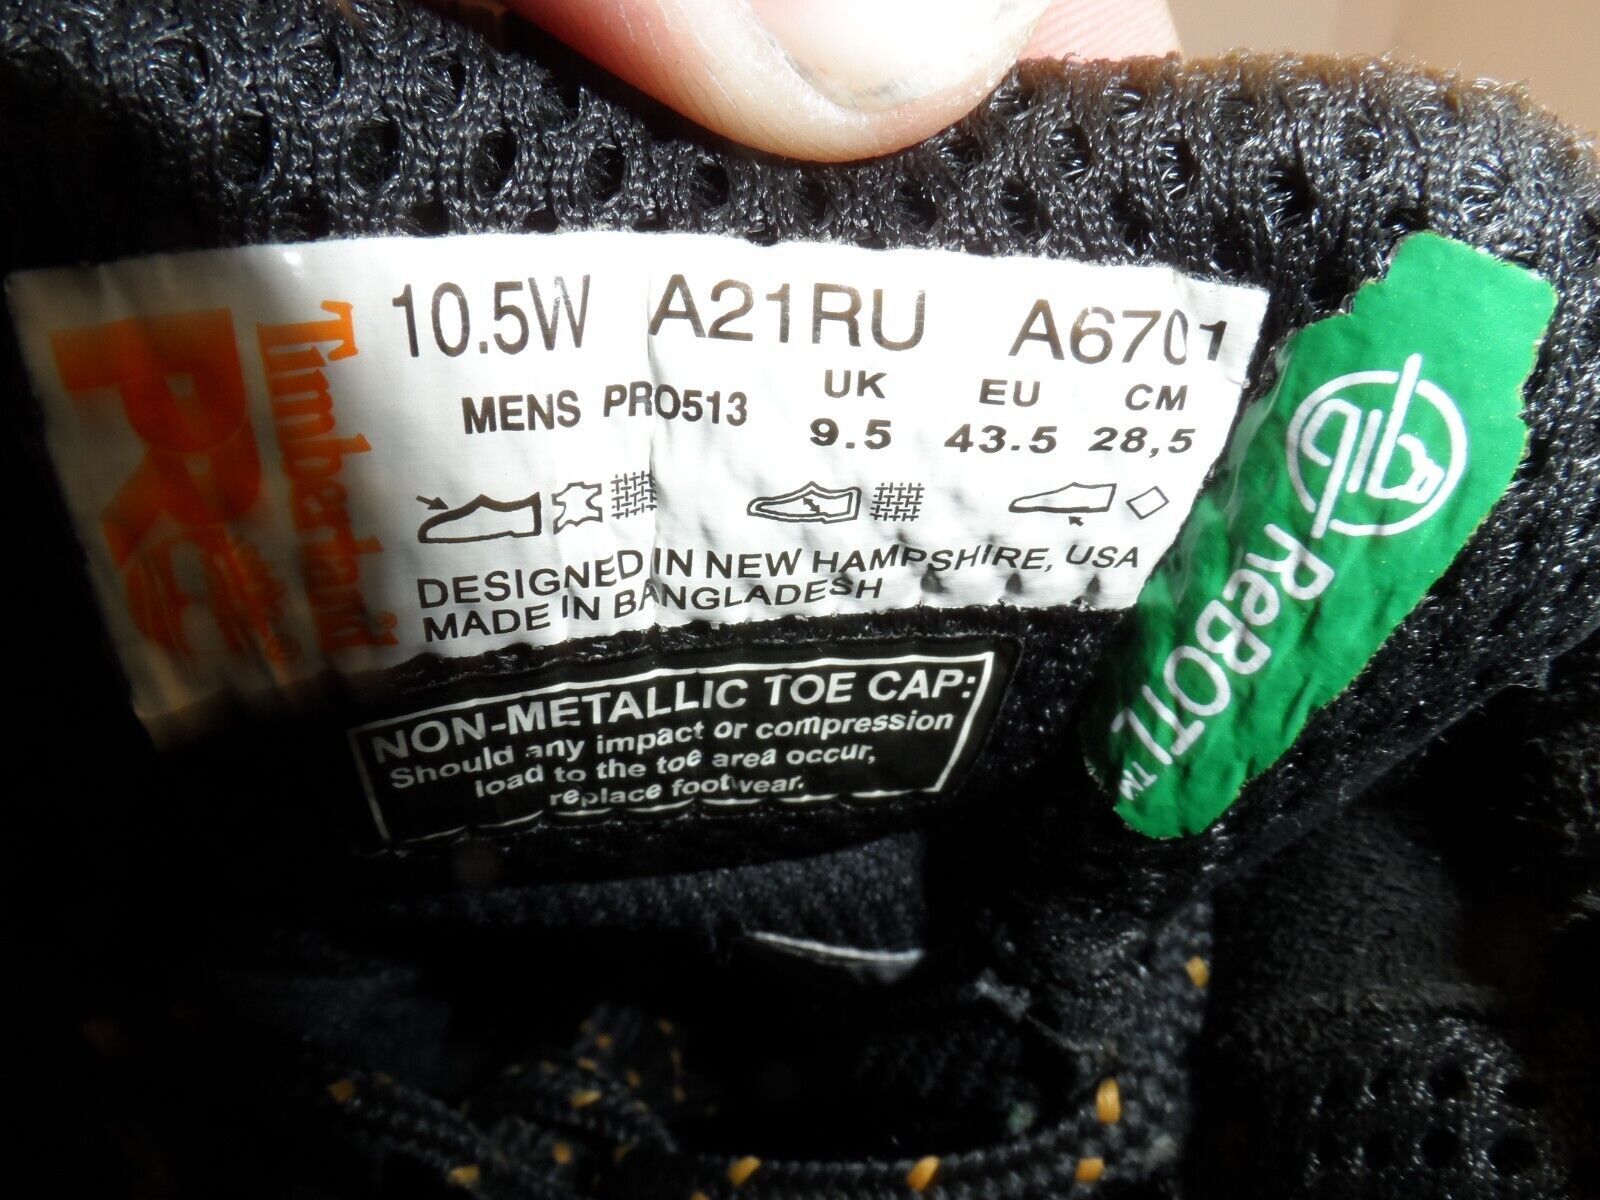 Timberland
PRO
®
10.5W A21RU A6701
MENS PRO513
UK EU CM
9.5 43.5 28,5
DESIGNED IN NEW HAMPSHIRE, USA
MADE IN BANGLADESH
NON-METALLIC TOE CAP:
Should any impact or compression
load to the toe area occur,
replace footwear.
ReBOTL™